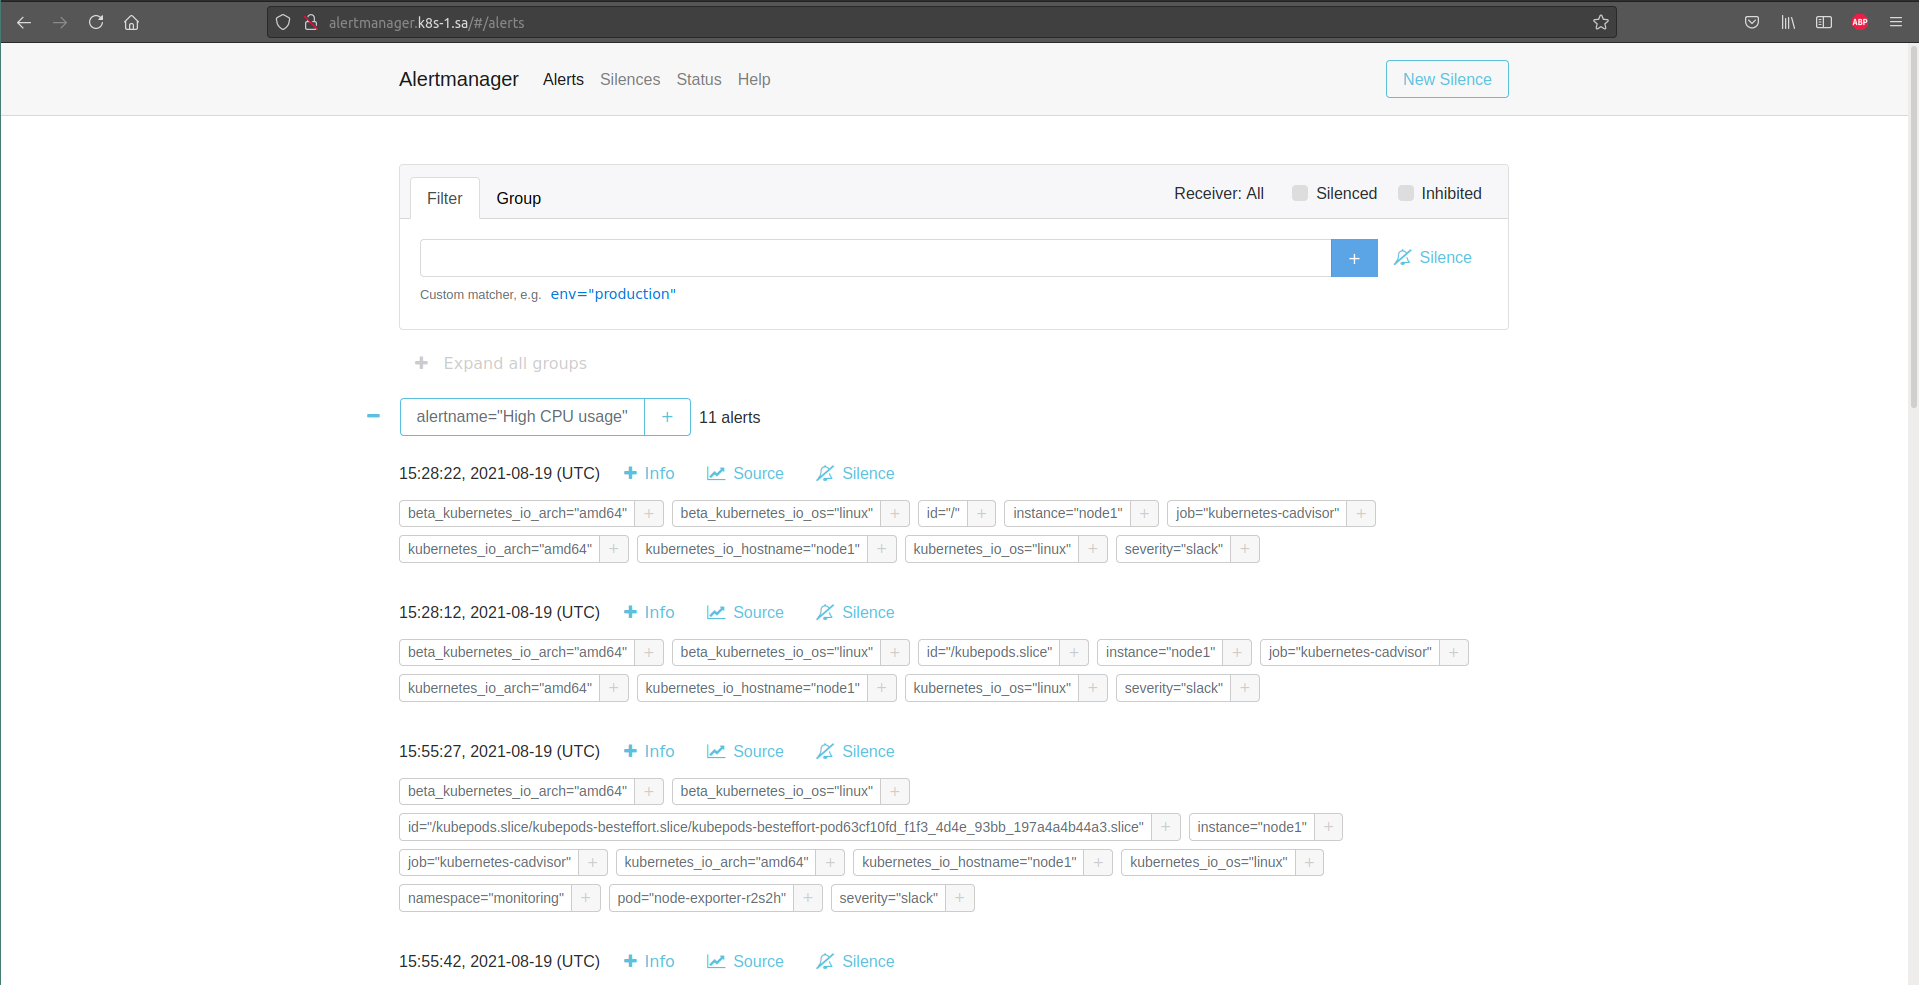 alertmanager.k8s-1.sa/#/alerts
ABP
Alertmanager Alerts Silences Status Help New Silence
Filter Group Receiver: All Silenced Inhibited
+ Silence
Custom matcher, e.g. env="production"
+ Expand all groups
− alertname="High CPU usage" + 11 alerts
15:28:22, 2021-08-19 (UTC) + Info Source Silence
beta_kubernetes_io_arch="amd64" + beta_kubernetes_io_os="linux" + id="/" + instance="node1" + job="kubernetes-cadvisor" +
kubernetes_io_arch="amd64" + kubernetes_io_hostname="node1" + kubernetes_io_os="linux" + severity="slack" +
15:28:12, 2021-08-19 (UTC) + Info Source Silence
beta_kubernetes_io_arch="amd64" + beta_kubernetes_io_os="linux" + id="/kubepods.slice" + instance="node1" + job="kubernetes-cadvisor" +
kubernetes_io_arch="amd64" + kubernetes_io_hostname="node1" + kubernetes_io_os="linux" + severity="slack" +
15:55:27, 2021-08-19 (UTC) + Info Source Silence
beta_kubernetes_io_arch="amd64" + beta_kubernetes_io_os="linux" +
id="/kubepods.slice/kubepods-besteffort.slice/kubepods-besteffort-pod63cf10fd_f1f3_4d4e_93bb_197a4a4b44a3.slice" + instance="node1" +
job="kubernetes-cadvisor" + kubernetes_io_arch="amd64" + kubernetes_io_hostname="node1" + kubernetes_io_os="linux" +
namespace="monitoring" + pod="node-exporter-r2s2h" + severity="slack" +
15:55:42, 2021-08-19 (UTC) + Info Source Silence